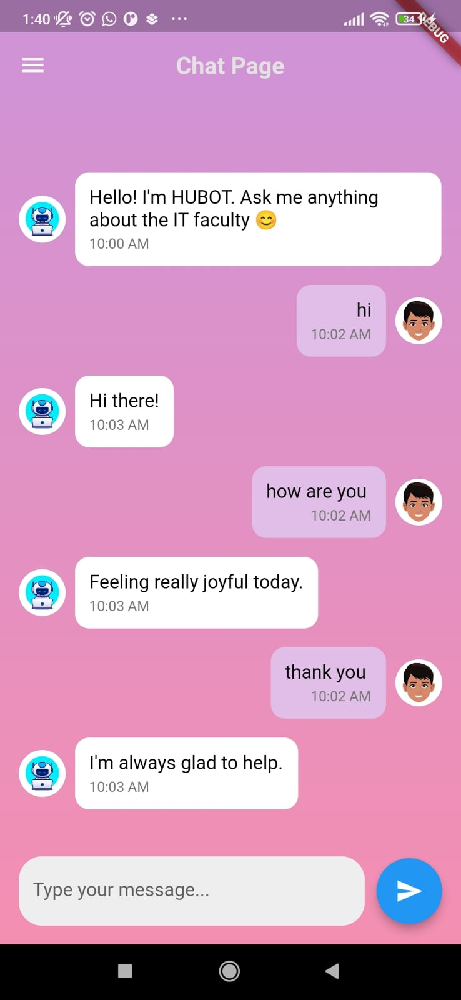 1:40
34
DEBUG
Chat Page
Hello! I'm HUBOT. Ask me anything
about the IT faculty 😊
10:00 AM
hi
10:02 AM
Hi there!
10:03 AM
how are you
10:02 AM
Feeling really joyful today.
10:03 AM
thank you
10:02 AM
I'm always glad to help.
10:03 AM
Type your message...